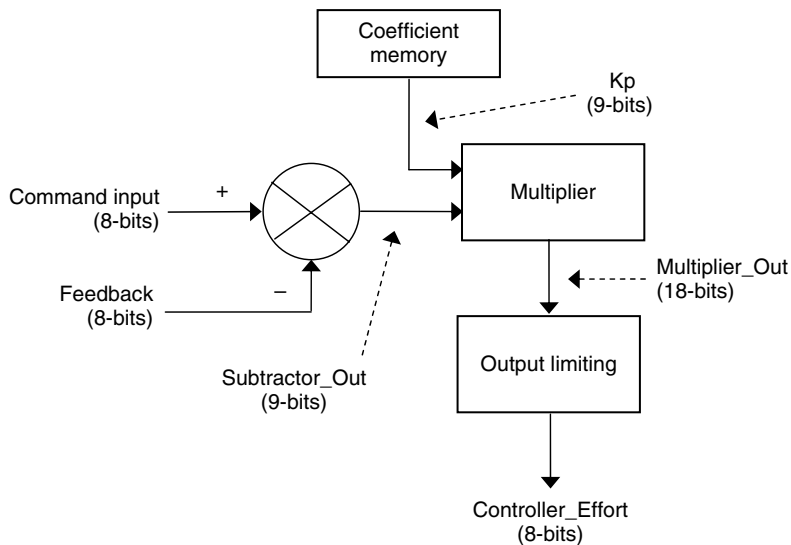 Coefficient
memory
Kp
(9-bits)
Command input
(8-bits)
+
Multiplier
Feedback
(8-bits)
–
Multiplier_Out
(18-bits)
Subtractor_Out
(9-bits)
Output limiting
Controller_Effort
(8-bits)